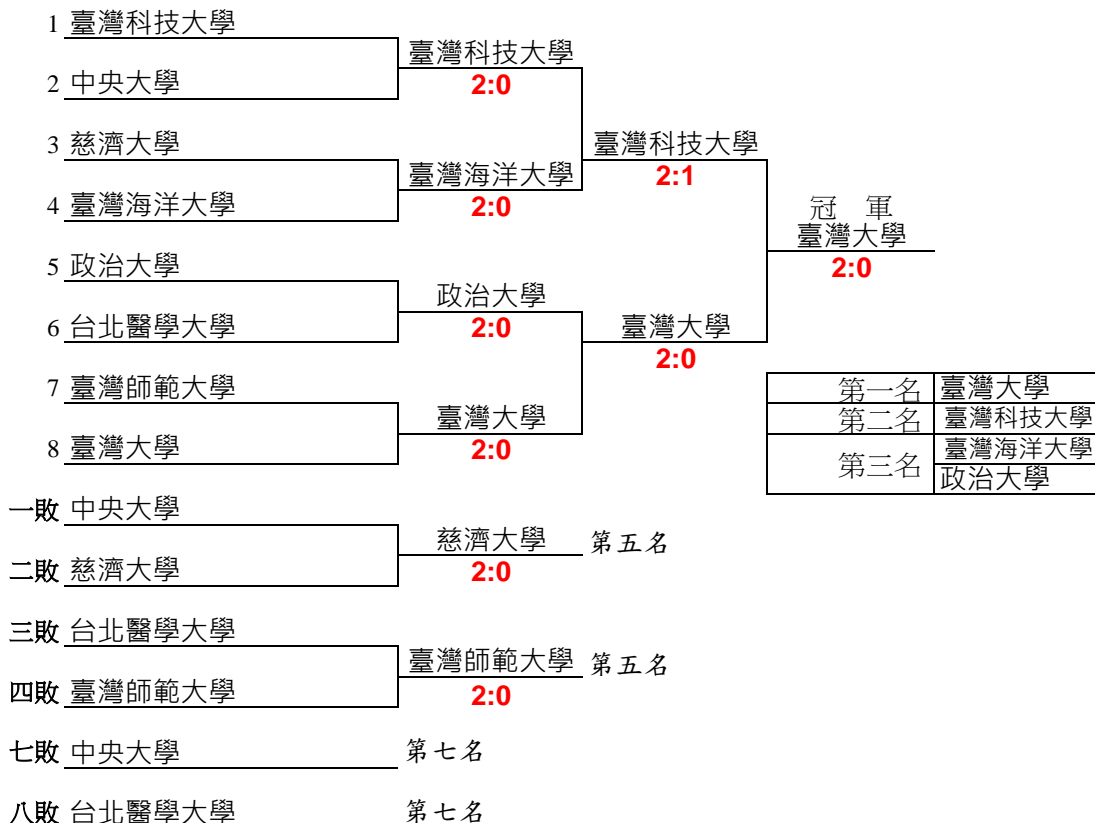 1 臺灣科技大學
臺灣科技大學
2 中央大學
2:0
3 慈濟大學
臺灣科技大學
臺灣海洋大學
2:1
4 臺灣海洋大學
2:0
冠 軍
臺灣大學
5 政治大學
2:0
政治大學
6 台北醫學大學
2:0
臺灣大學
2:0
7 臺灣師範大學
第一名 臺灣大學
臺灣大學
第二名 臺灣科技大學
8 臺灣大學
2:0
第三名 臺灣海洋大學
政治大學
一敗 中央大學
慈濟大學 第五名
二敗 慈濟大學
2:0
三敗 台北醫學大學
臺灣師範大學 第五名
四敗 臺灣師範大學
2:0
七敗 中央大學 第七名
八敗 台北醫學大學 第七名